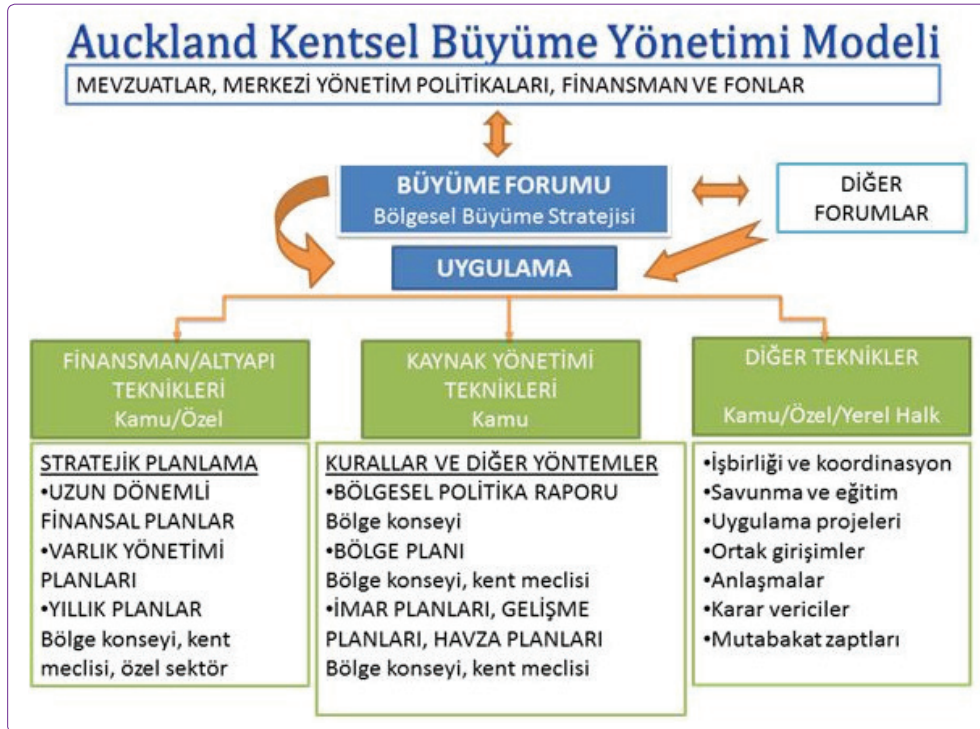 Auckland Kentsel Büyüme Yönetimi Modeli
MEVZUATLAR, MERKEZİ YÖNETİM POLİTİKALARI, FİNANSMAN VE FONLAR
BÜYÜME FORUMU
Bölgesel Büyüme Stratejisi
DİĞER
FORUMLAR
UYGULAMA
FİNANSMAN/ALTYAPI
TEKNİKLERİ
Kamu/Özel
STRATEJİK PLANLAMA
•UZUN DÖNEMLİ
FİNANSAL PLANLAR
•VARLIK YÖNETİMİ
PLANLARI
•YILLIK PLANLAR
Bölge konseyi, kent
meclisi, özel sektör
KAYNAK YÖNETİMİ
TEKNİKLERİ
Kamu
KURALLAR VE DİĞER YÖNTEMLER
•BÖLGESEL POLİTİKA RAPORU
Bölge konseyi
•BÖLGE PLANI
Bölge konseyi, kent meclisi
•İMAR PLANLARI, GELİŞME
PLANLARI, HAVZA PLANLARI
Bölge konseyi, kent meclisi
DİĞER TEKNİKLER
Kamu/Özel/Yerel Halk
•İşbirliği ve koordinasyon
•Savunma ve eğitim
•Uygulama projeleri
•Ortak girişimler
•Anlaşmalar
•Karar vericiler
•Mutabakat zaptları